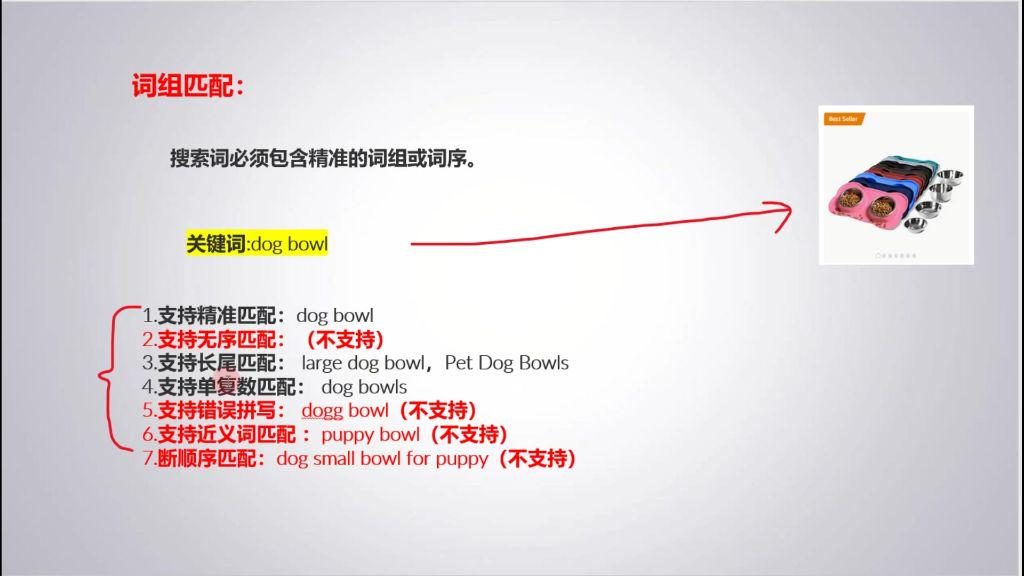 词组匹配：
搜索词必须包含精准的词组或词序。
Best Seller
关键词:dog bowl
1.支持精准匹配： dog bowl
2.支持无序匹配：（不支持）
3.支持长尾匹配： large dog bowl，Pet Dog Bowls
4.支持单复数匹配： dog bowls
5.支持错误拼写： dogg bowl（不支持）
6.支持近义词匹配 ：puppy bowl（不支持）
7.断顺序匹配：dog small bowl for puppy（不支持）